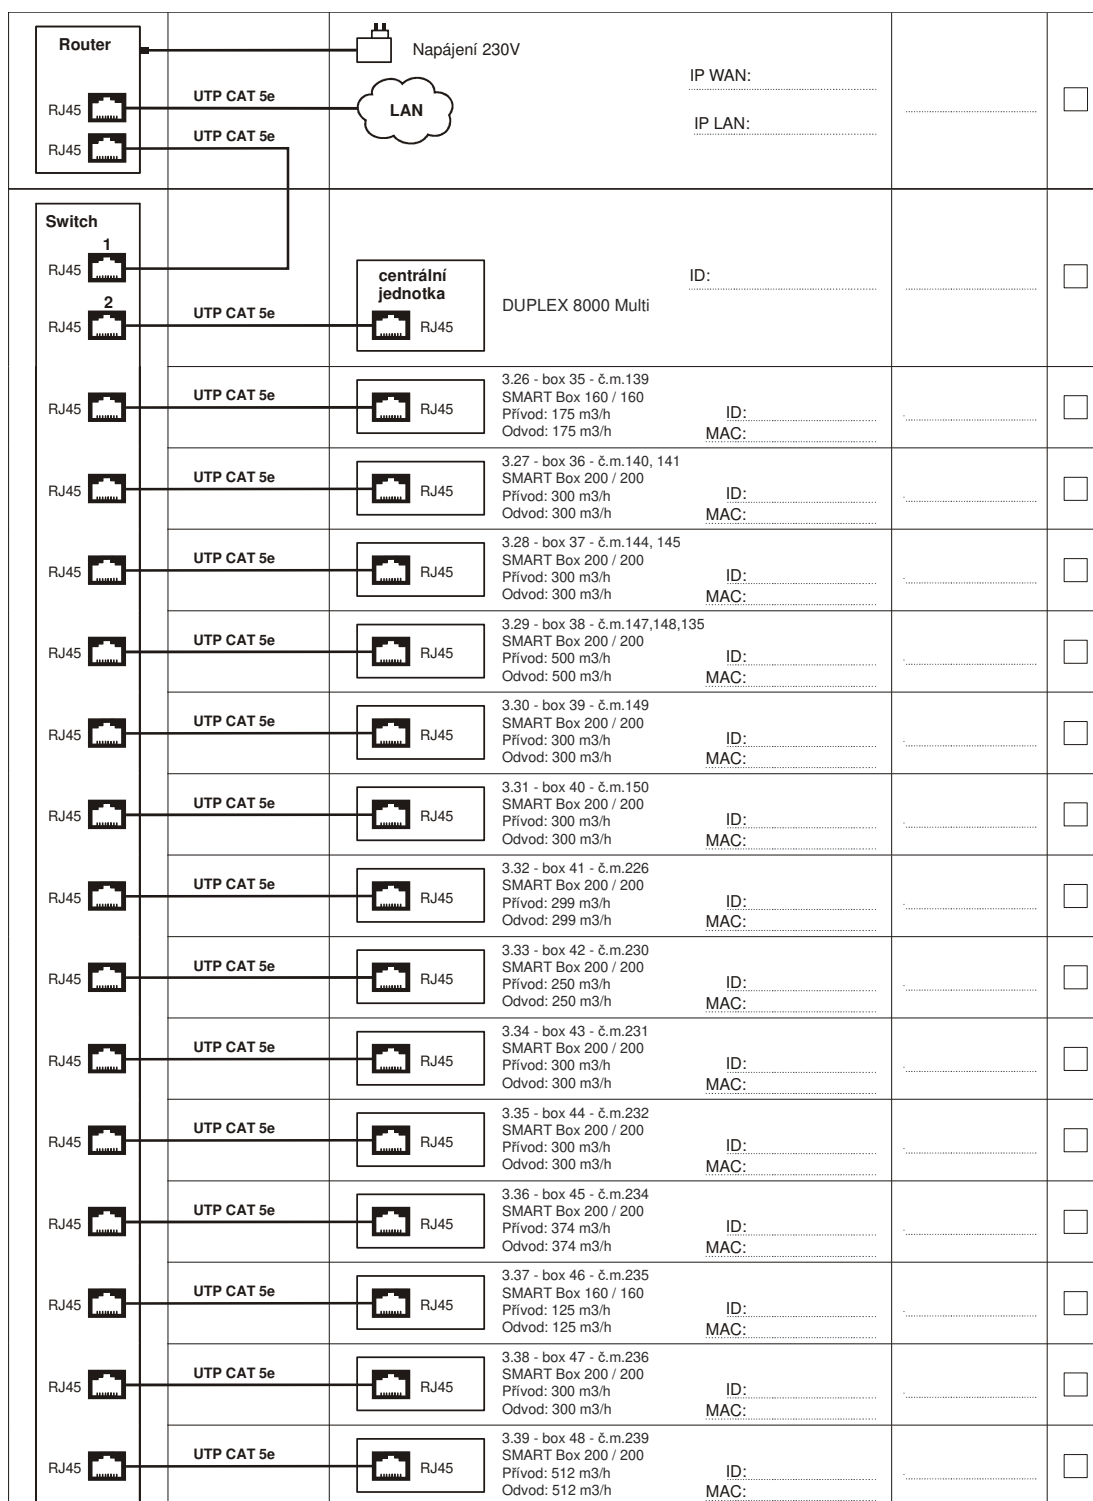 Router
Napájení 230V
IP WAN:
RJ45
UTP CAT 5e
LAN
IP LAN:
RJ45
UTP CAT 5e
Switch
1
RJ45
centrální
jednotka
ID:
2
RJ45
UTP CAT 5e
RJ45
DUPLEX 8000 Multi
RJ45
UTP CAT 5e
RJ45
3.26 - box 35 - č.m.139
SMART Box 160 / 160
Přívod: 175 m3/h
ID:
Odvod: 175 m3/h
MAC:
RJ45
UTP CAT 5e
RJ45
3.27 - box 36 - č.m.140, 141
SMART Box 200 / 200
Přívod: 300 m3/h
ID:
Odvod: 300 m3/h
MAC:
RJ45
UTP CAT 5e
RJ45
3.28 - box 37 - č.m.144, 145
SMART Box 200 / 200
Přívod: 300 m3/h
ID:
Odvod: 300 m3/h
MAC:
RJ45
UTP CAT 5e
RJ45
3.29 - box 38 - č.m.147,148,135
SMART Box 200 / 200
Přívod: 500 m3/h
ID:
Odvod: 500 m3/h
MAC:
RJ45
UTP CAT 5e
RJ45
3.30 - box 39 - č.m.149
SMART Box 200 / 200
Přívod: 300 m3/h
ID:
Odvod: 300 m3/h
MAC:
RJ45
UTP CAT 5e
RJ45
3.31 - box 40 - č.m.150
SMART Box 200 / 200
Přívod: 300 m3/h
ID:
Odvod: 300 m3/h
MAC:
RJ45
UTP CAT 5e
RJ45
3.32 - box 41 - č.m.226
SMART Box 200 / 200
Přívod: 299 m3/h
ID:
Odvod: 299 m3/h
MAC:
RJ45
UTP CAT 5e
RJ45
3.33 - box 42 - č.m.230
SMART Box 200 / 200
Přívod: 250 m3/h
ID:
Odvod: 250 m3/h
MAC:
RJ45
UTP CAT 5e
RJ45
3.34 - box 43 - č.m.231
SMART Box 200 / 200
Přívod: 300 m3/h
ID:
Odvod: 300 m3/h
MAC:
RJ45
UTP CAT 5e
RJ45
3.35 - box 44 - č.m.232
SMART Box 200 / 200
Přívod: 300 m3/h
ID:
Odvod: 300 m3/h
MAC:
RJ45
UTP CAT 5e
RJ45
3.36 - box 45 - č.m.234
SMART Box 200 / 200
Přívod: 374 m3/h
ID:
Odvod: 374 m3/h
MAC:
RJ45
UTP CAT 5e
RJ45
3.37 - box 46 - č.m.235
SMART Box 160 / 160
Přívod: 125 m3/h
ID:
Odvod: 125 m3/h
MAC:
RJ45
UTP CAT 5e
RJ45
3.38 - box 47 - č.m.236
SMART Box 200 / 200
Přívod: 300 m3/h
ID:
Odvod: 300 m3/h
MAC:
RJ45
UTP CAT 5e
RJ45
3.39 - box 48 - č.m.239
SMART Box 200 / 200
Přívod: 512 m3/h
ID:
Odvod: 512 m3/h
MAC: